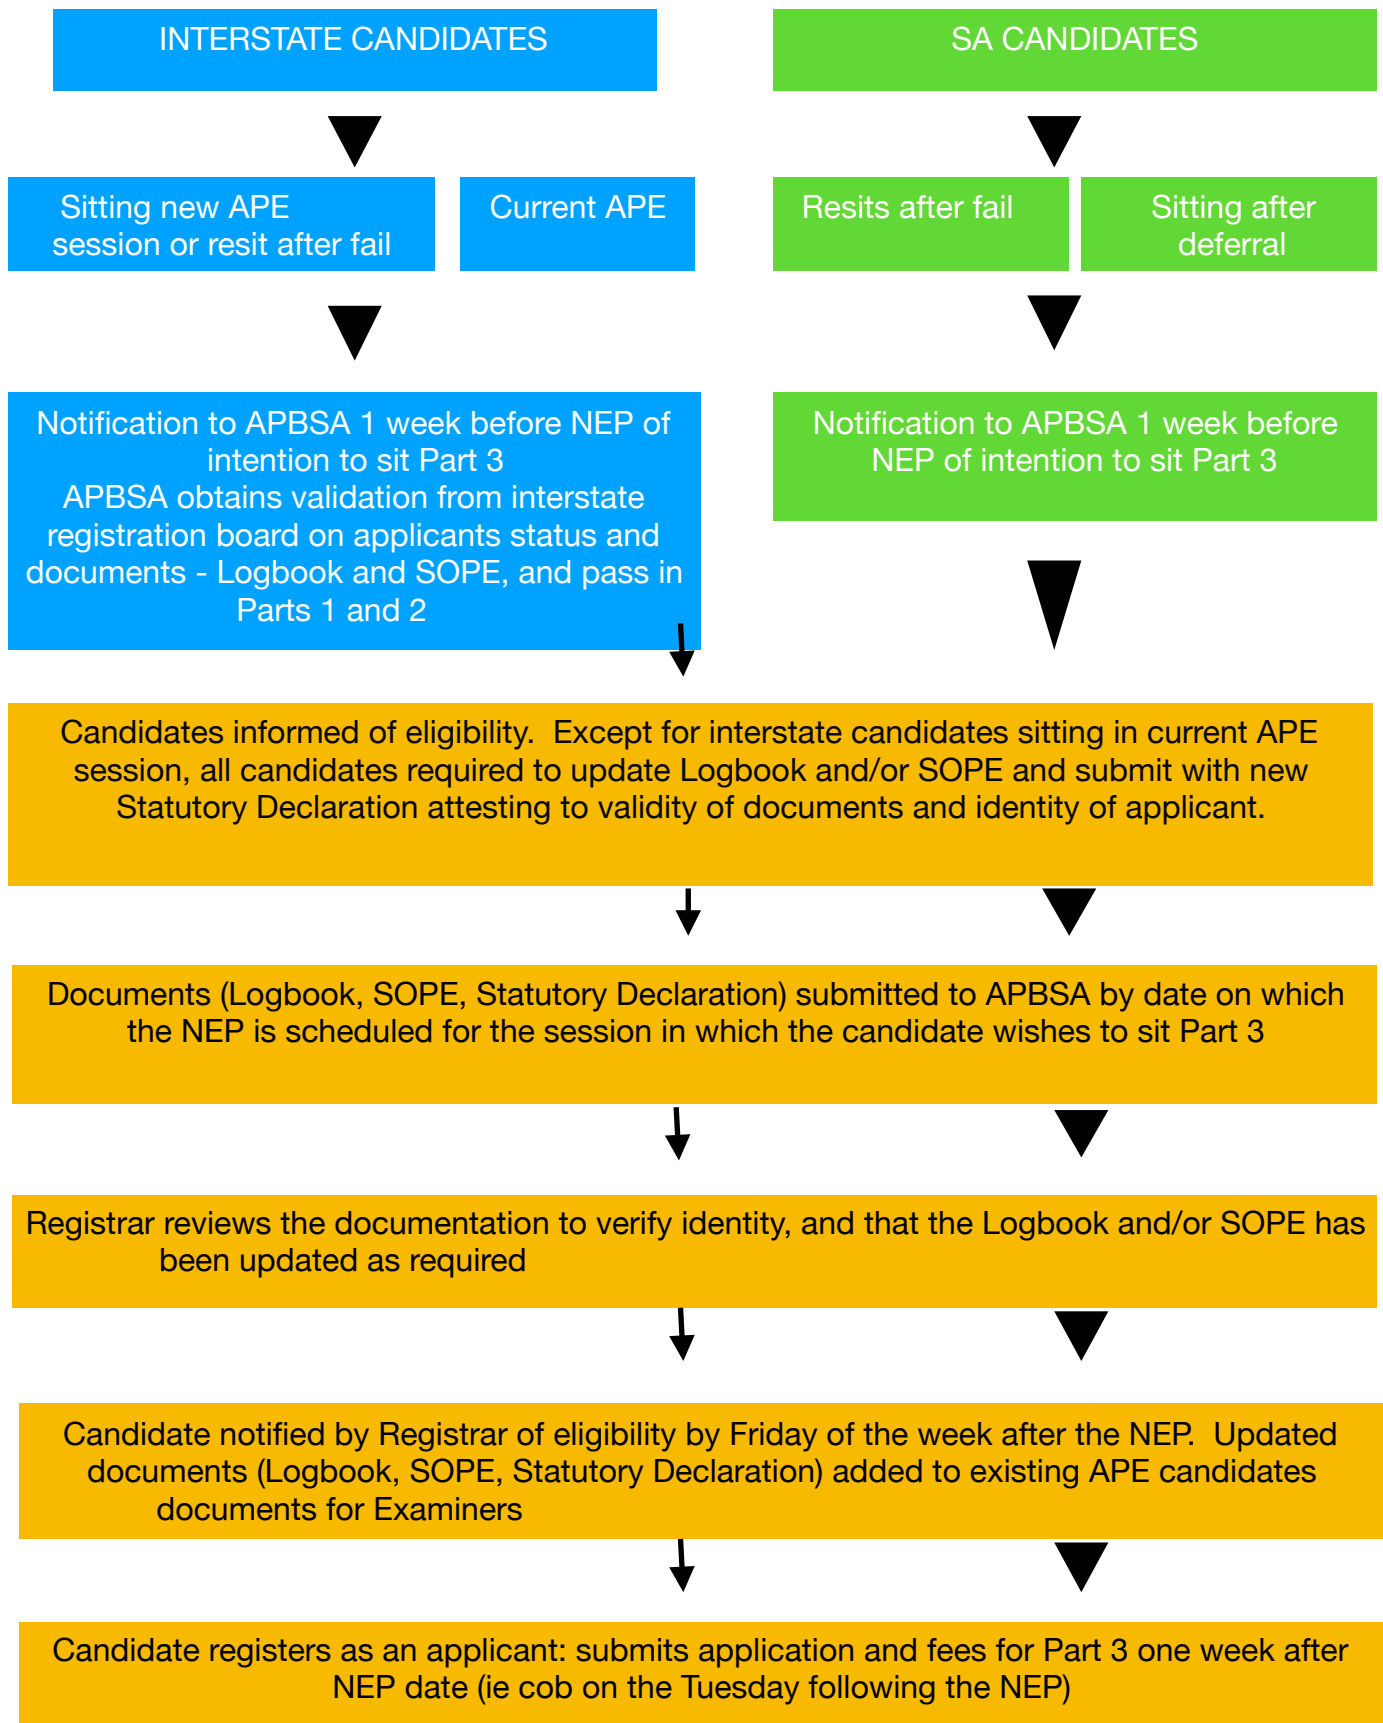 INTERSTATE CANDIDATES
SA CANDIDATES
Sitting new APE
session or resit after fail
Current APE
Resits after fail
Sitting after
deferral
Notification to APBSA 1 week before NEP of
intention to sit Part 3
APBSA obtains validation from interstate
registration board on applicants status and
documents - Logbook and SOPE, and pass in
Parts 1 and 2
Notification to APBSA 1 week before
NEP of intention to sit Part 3
Candidates informed of eligibility.  Except for interstate candidates sitting in current APE
session, all candidates required to update Logbook and/or SOPE and submit with new
Statutory Declaration attesting to validity of documents and identity of applicant.
Documents (Logbook, SOPE, Statutory Declaration) submitted to APBSA by date on which
the NEP is scheduled for the session in which the candidate wishes to sit Part 3
Registrar reviews the documentation to verify identity, and that the Logbook and/or SOPE has
been updated as required
Candidate notified by Registrar of eligibility by Friday of the week after the NEP.  Updated
documents (Logbook, SOPE, Statutory Declaration) added to existing APE candidates
documents for Examiners
Candidate registers as an applicant: submits application and fees for Part 3 one week after
NEP date (ie cob on the Tuesday following the NEP)